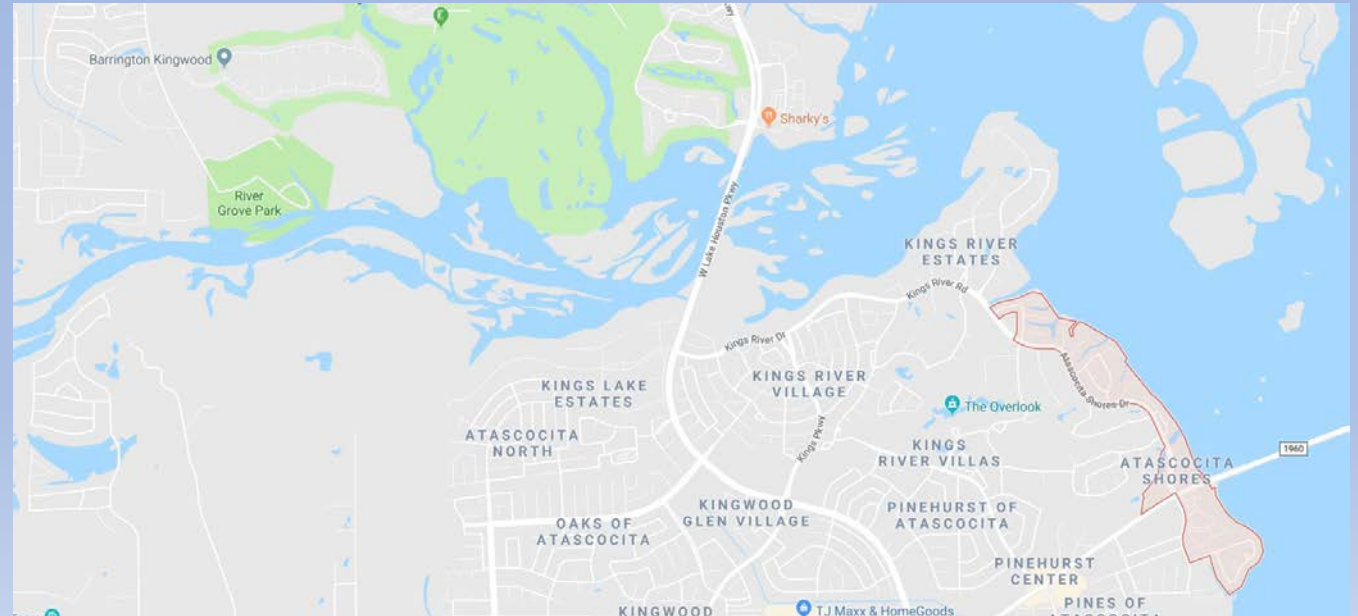 Barrington Kingwood
Sharky's
River
Grove Park
W Lake Houston Pkwy
KINGS RIVER
ESTATES
Kings River Rd
Kings River Dr
KINGS LAKE
ESTATES
KINGS RIVER
VILLAGE
Atascocita Shores Dr
The Overlook
ATASCOCITA
NORTH
Kings Pkwy
KINGS
RIVER VILLAS
1960
ATASCOCITA
SHORES
KINGWOOD
GLEN VILLAGE
PINEHURST OF
ATASCOCITA
OAKS OF
ATASCOCITA
PINEHURST
CENTER
PINES OF
KINGWOOD
TJ Maxx & HomeGoods